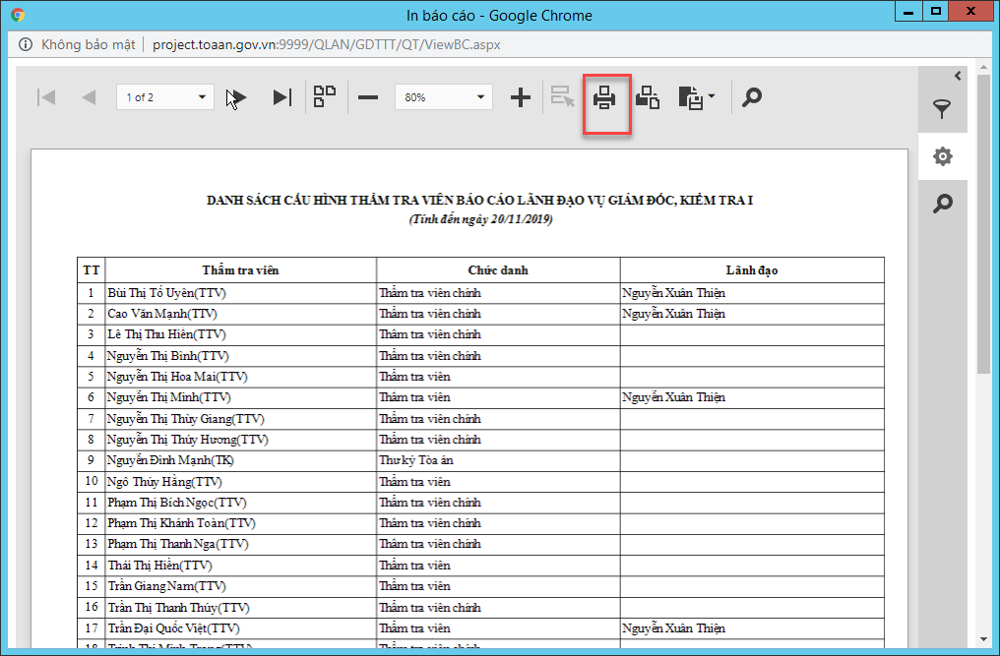 In báo cáo - Google Chrome
Không bảo mật project.toaan.gov.vn:9999/QLAN/GDTTT/QT/ViewBC.aspx
1 of 2 80%
DANH SÁCH CẤU HÌNH THẨM TRA VIÊN BÁO CÁO LÃNH ĐẠO VỤ GIÁM ĐỐC, KIỂM TRA I
(Tính đến ngày 20/11/2019)
TT Thẩm tra viên Chức danh Lãnh đạo
1 Bùi Thị Tố Uyên(TTV) Thẩm tra viên chính Nguyễn Xuân Thiện
2 Cao Văn Mạnh(TTV) Thẩm tra viên chính Nguyễn Xuân Thiện
3 Lê Thị Thu Hiền(TTV) Thẩm tra viên chính
4 Nguyễn Thị Bình(TTV) Thẩm tra viên chính
5 Nguyễn Thị Hoa Mai(TTV) Thẩm tra viên
6 Nguyễn Thị Minh(TTV) Thẩm tra viên Nguyễn Xuân Thiện
7 Nguyễn Thị Thùy Giang(TTV) Thẩm tra viên chính
8 Nguyễn Thị Thúy Hương(TTV) Thẩm tra viên chính
9 Nguyễn Đình Mạnh(TK) Thư ký Tòa án
10 Ngô Thúy Hằng(TTV) Thẩm tra viên
11 Phạm Thị Bích Ngọc(TTV) Thẩm tra viên chính
12 Phạm Thị Khánh Toàn(TTV) Thẩm tra viên chính
13 Phạm Thị Thanh Nga(TTV) Thẩm tra viên chính
14 Thái Thị Hiền(TTV) Thẩm tra viên
15 Trần Giang Nam(TTV) Thẩm tra viên
16 Trần Thị Thanh Thúy(TTV) Thẩm tra viên chính
17 Trần Đại Quốc Việt(TTV) Thẩm tra viên Nguyễn Xuân Thiện
18 Trịnh Thị Minh Trang(TTV) Thẩm tra viên chính